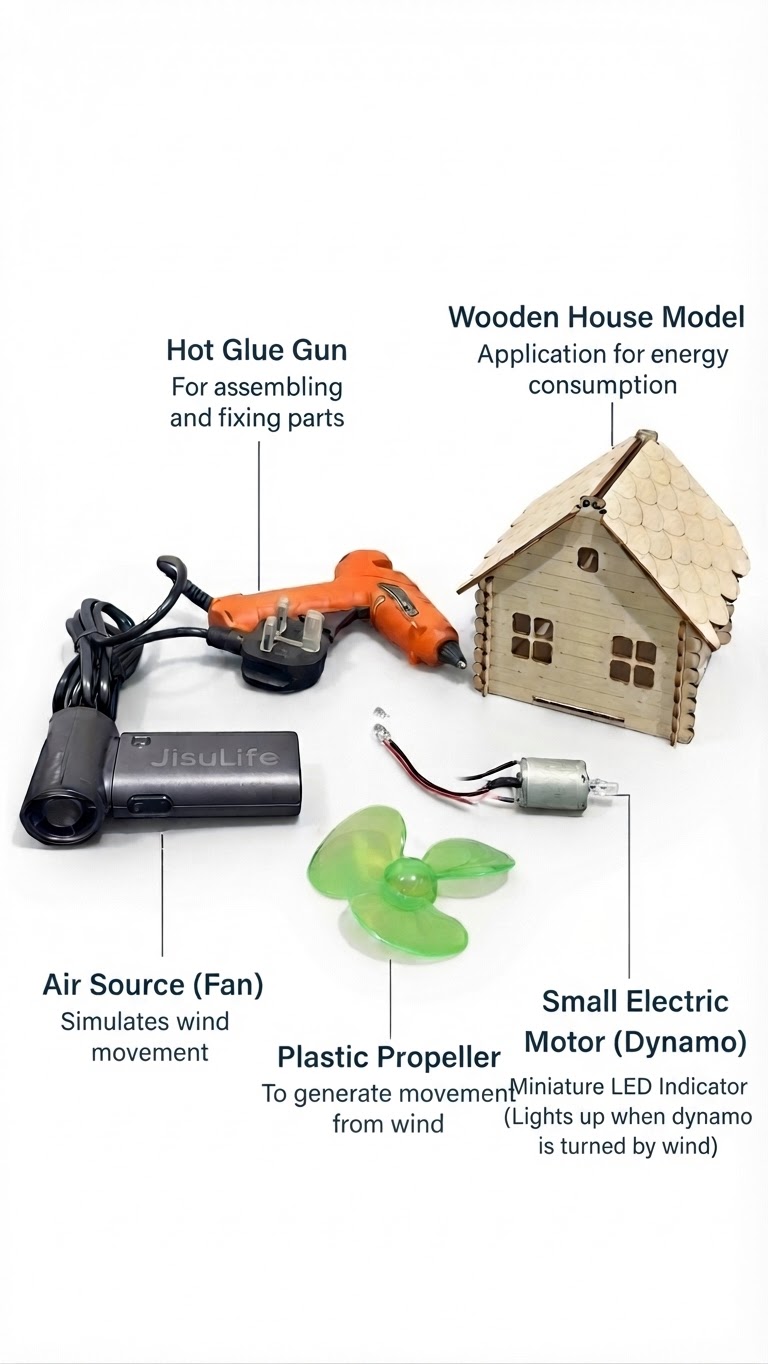 Wooden House Model
Application for energy
consumption
Hot Glue Gun
For assembling
and fixing parts
JisuLife
Air Source (Fan)
Simulates wind
movement
Plastic Propeller
To generate movement
from wind
Small Electric
Motor (Dynamo)
Miniature LED Indicator
(Lights up when dynamo
is turned by wind)